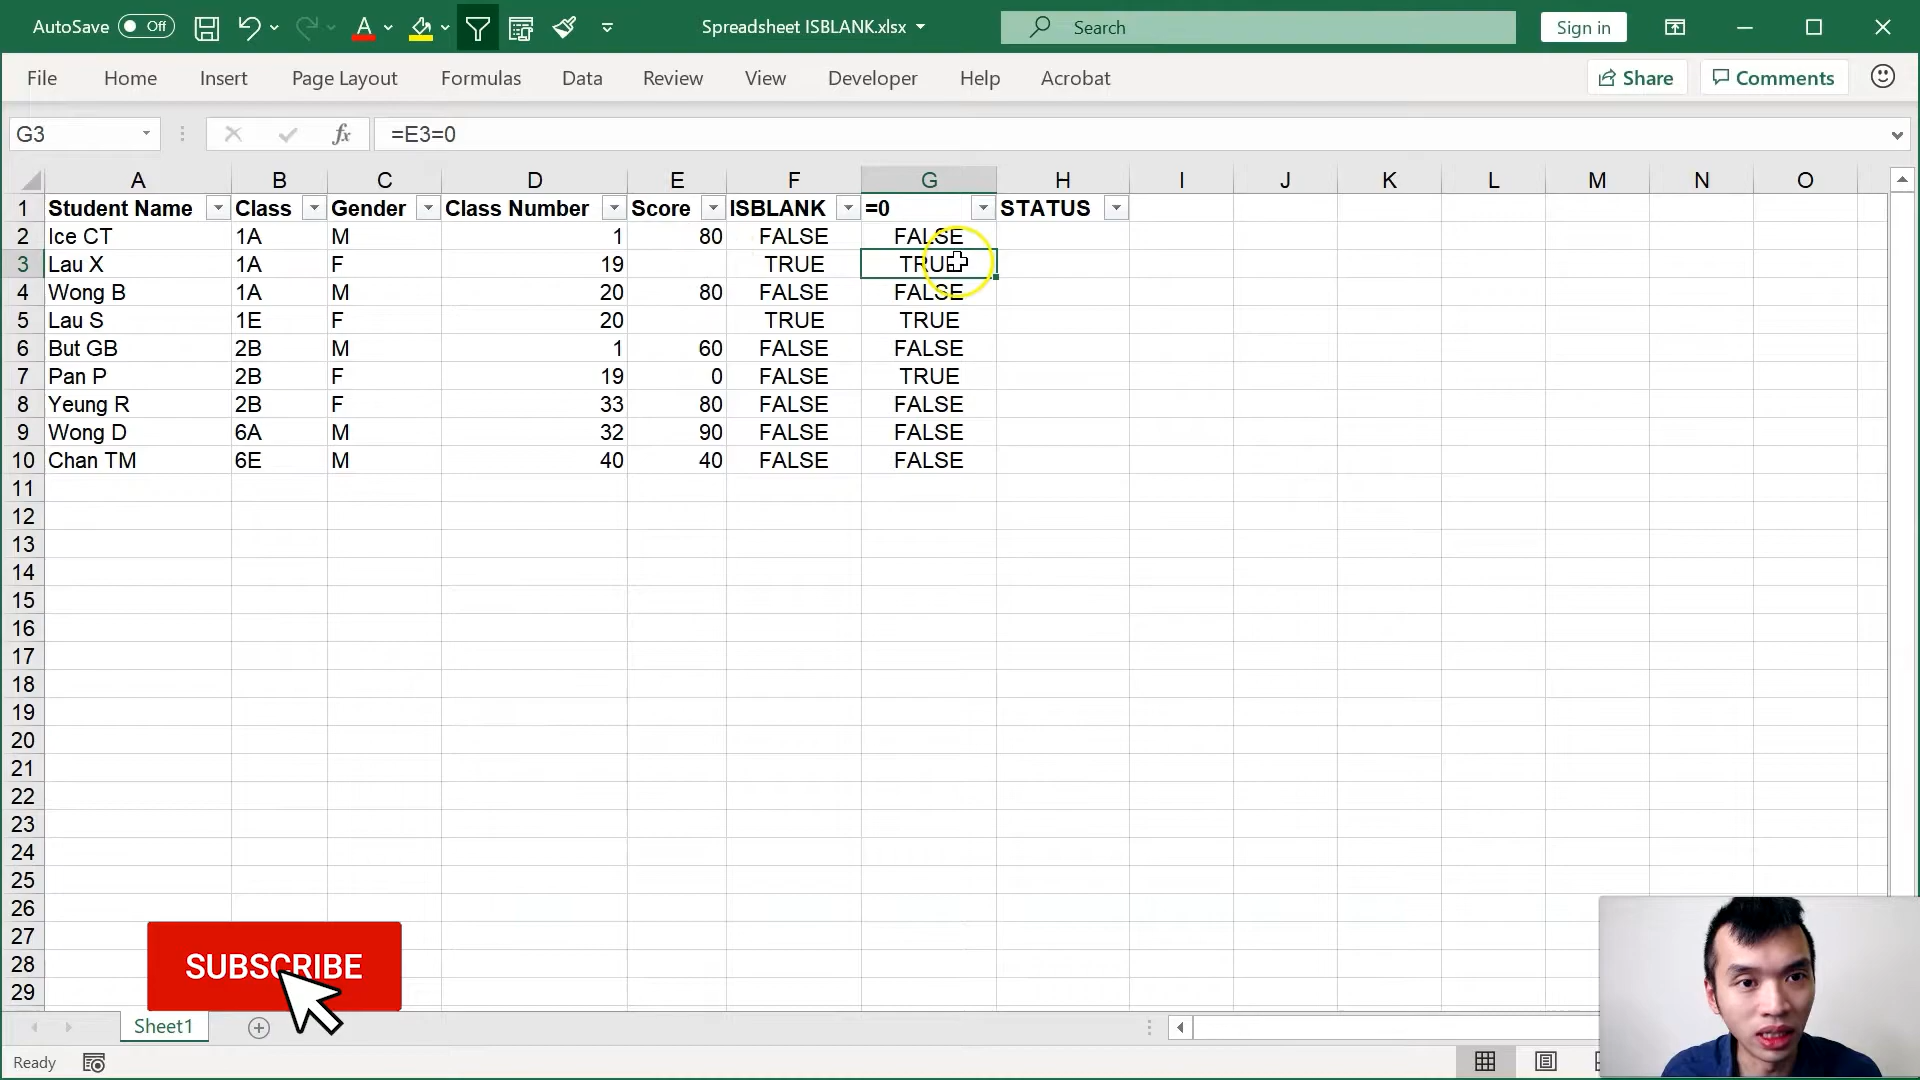 AutoSave Off Spreadsheet ISBLANK.xlsx Search Sign in
File Home Insert Page Layout Formulas Data Review View Developer Help Acrobat Share Comments
G3 fx =E3=0
A B C D E F G H I J K L M N O
1 Student Name Class Gender Class Number Score ISBLANK =0 STATUS
2 Ice CT 1A M 1 80 FALSE FALSE
3 Lau X 1A F 19 TRUE TRUE
4 Wong B 1A M 20 80 FALSE FALSE
5 Lau S 1E F 20 TRUE TRUE
6 But GB 2B M 1 60 FALSE FALSE
7 Pan P 2B F 19 0 FALSE TRUE
8 Yeung R 2B F 33 80 FALSE FALSE
9 Wong D 6A M 32 90 FALSE FALSE
10 Chan TM 6E M 40 40 FALSE FALSE
11
12
13
14
15
16
17
18
19
20
21
22
23
24
25
26
27
28 SUBSCRIBE
29
Sheet1
Ready